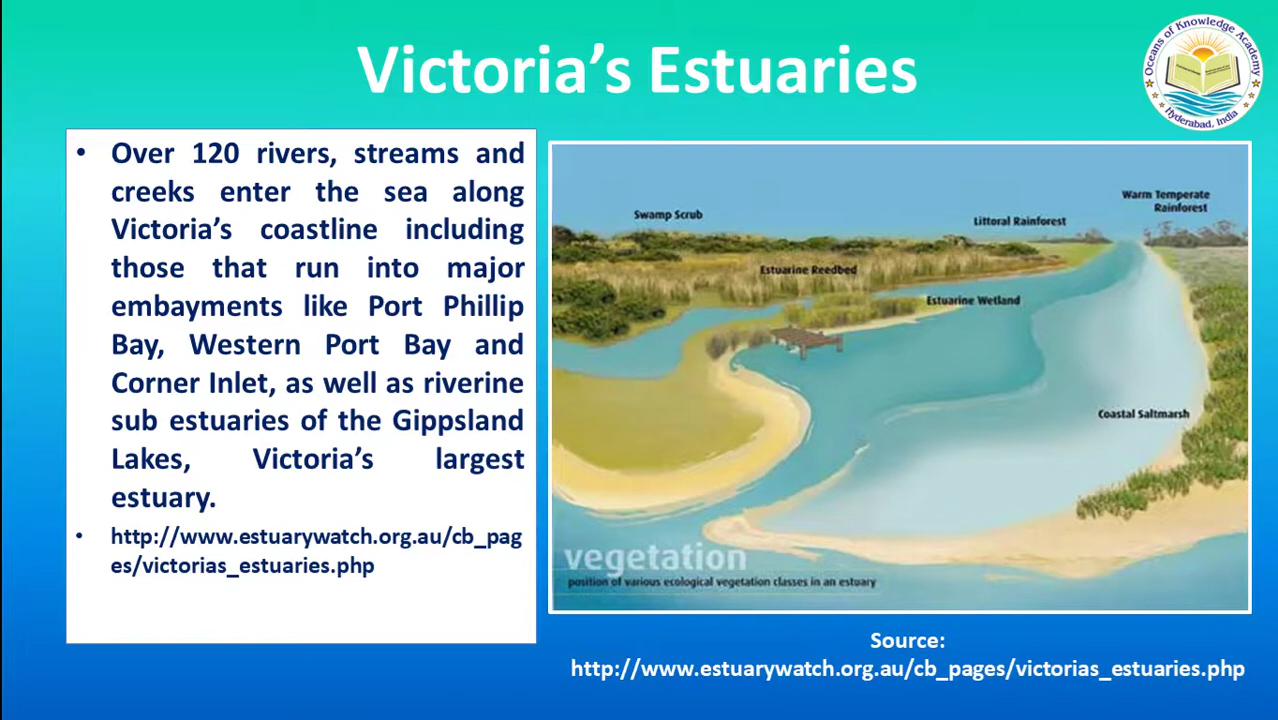 Victoria's Estuaries
Oceans of Knowledge Academy
Hyderabad, India
• Over 120 rivers, streams and
creeks enter the sea along
Victoria's coastline including
those that run into major
embayments like Port Phillip
Bay, Western Port Bay and
Corner Inlet, as well as riverine
sub estuaries of the Gippsland
Lakes, Victoria's largest
estuary.
• http://www.estuarywatch.org.au/cb_pag
es/victorias_estuaries.php
Warm Temperate
Rainforest
Swamp Scrub
Littoral Rainforest
Estuarine Reedbed
Estuarine Wetland
Coastal Saltmarsh
vegetation
position of various ecological vegetation classes in an estuary
Source:
http://www.estuarywatch.org.au/cb_pages/victorias_estuaries.php